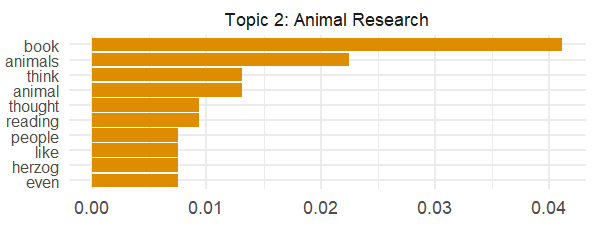 Topic 2: Animal Research
book
animals
think
animal
thought
reading
people
like
herzog
even
0.00 0.01 0.02 0.03 0.04